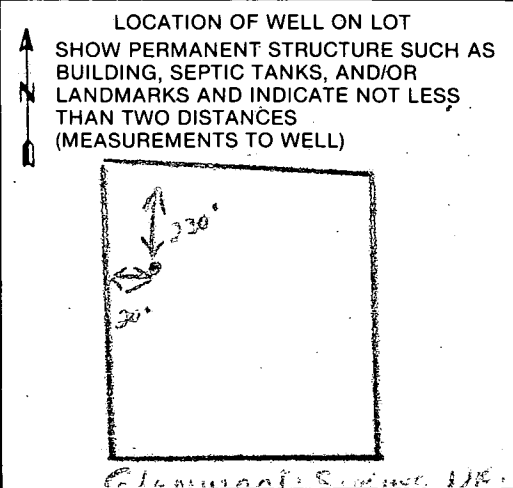 LOCATION OF WELL ON LOT
SHOW PERMANENT STRUCTURE SUCH AS
BUILDING, SEPTIC TANKS, AND/OR
N LANDMARKS AND INDICATE NOT LESS
THAN TWO DISTANCES
(MEASUREMENTS TO WELL)
230'
30'